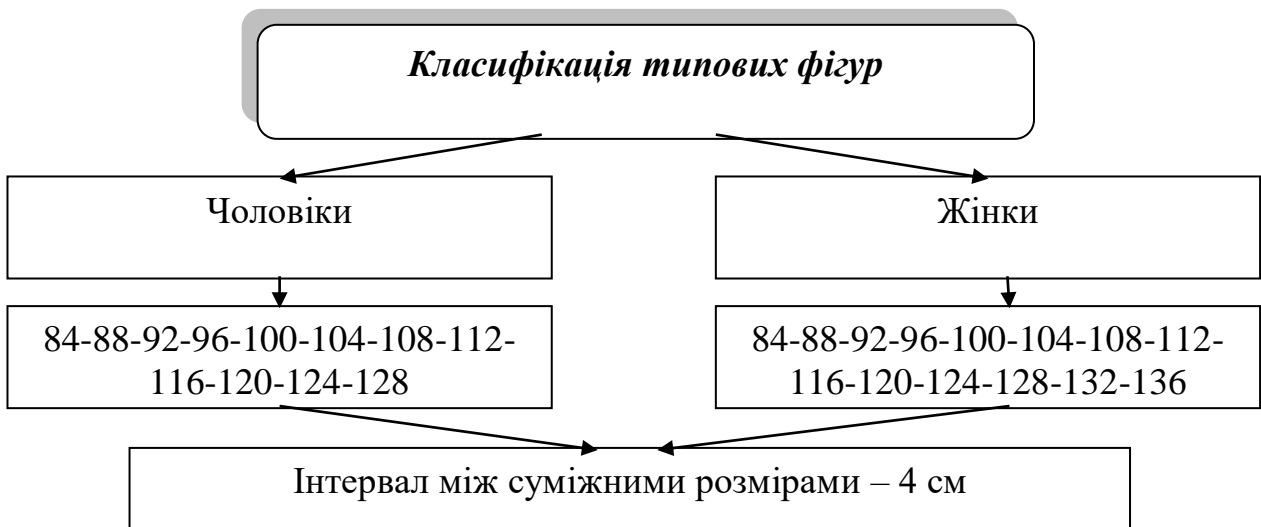 Класифікація типових фігур
Чоловіки
Жінки
84-88-92-96-100-104-108-112-
116-120-124-128
84-88-92-96-100-104-108-112-
116-120-124-128-132-136
Інтервал між суміжними розмірами – 4 см